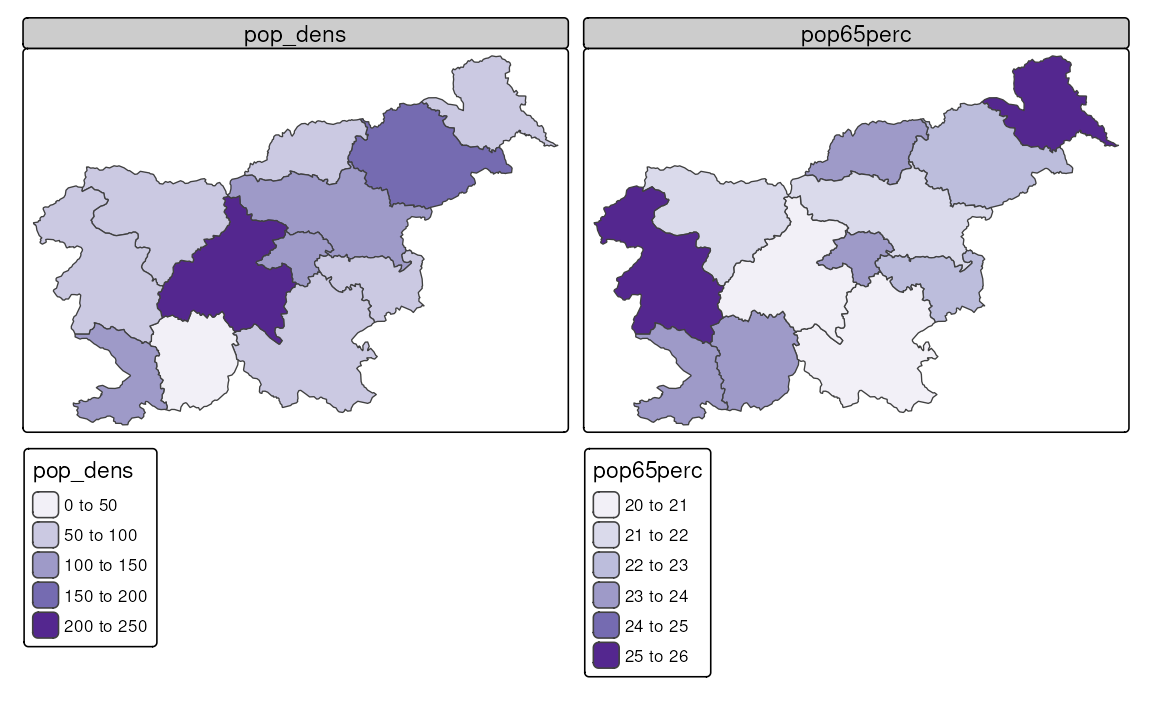 pop_dens
pop65perc
pop_dens
0 to 50
50 to 100
100 to 150
150 to 200
200 to 250
pop65perc
20 to 21
21 to 22
22 to 23
23 to 24
24 to 25
25 to 26